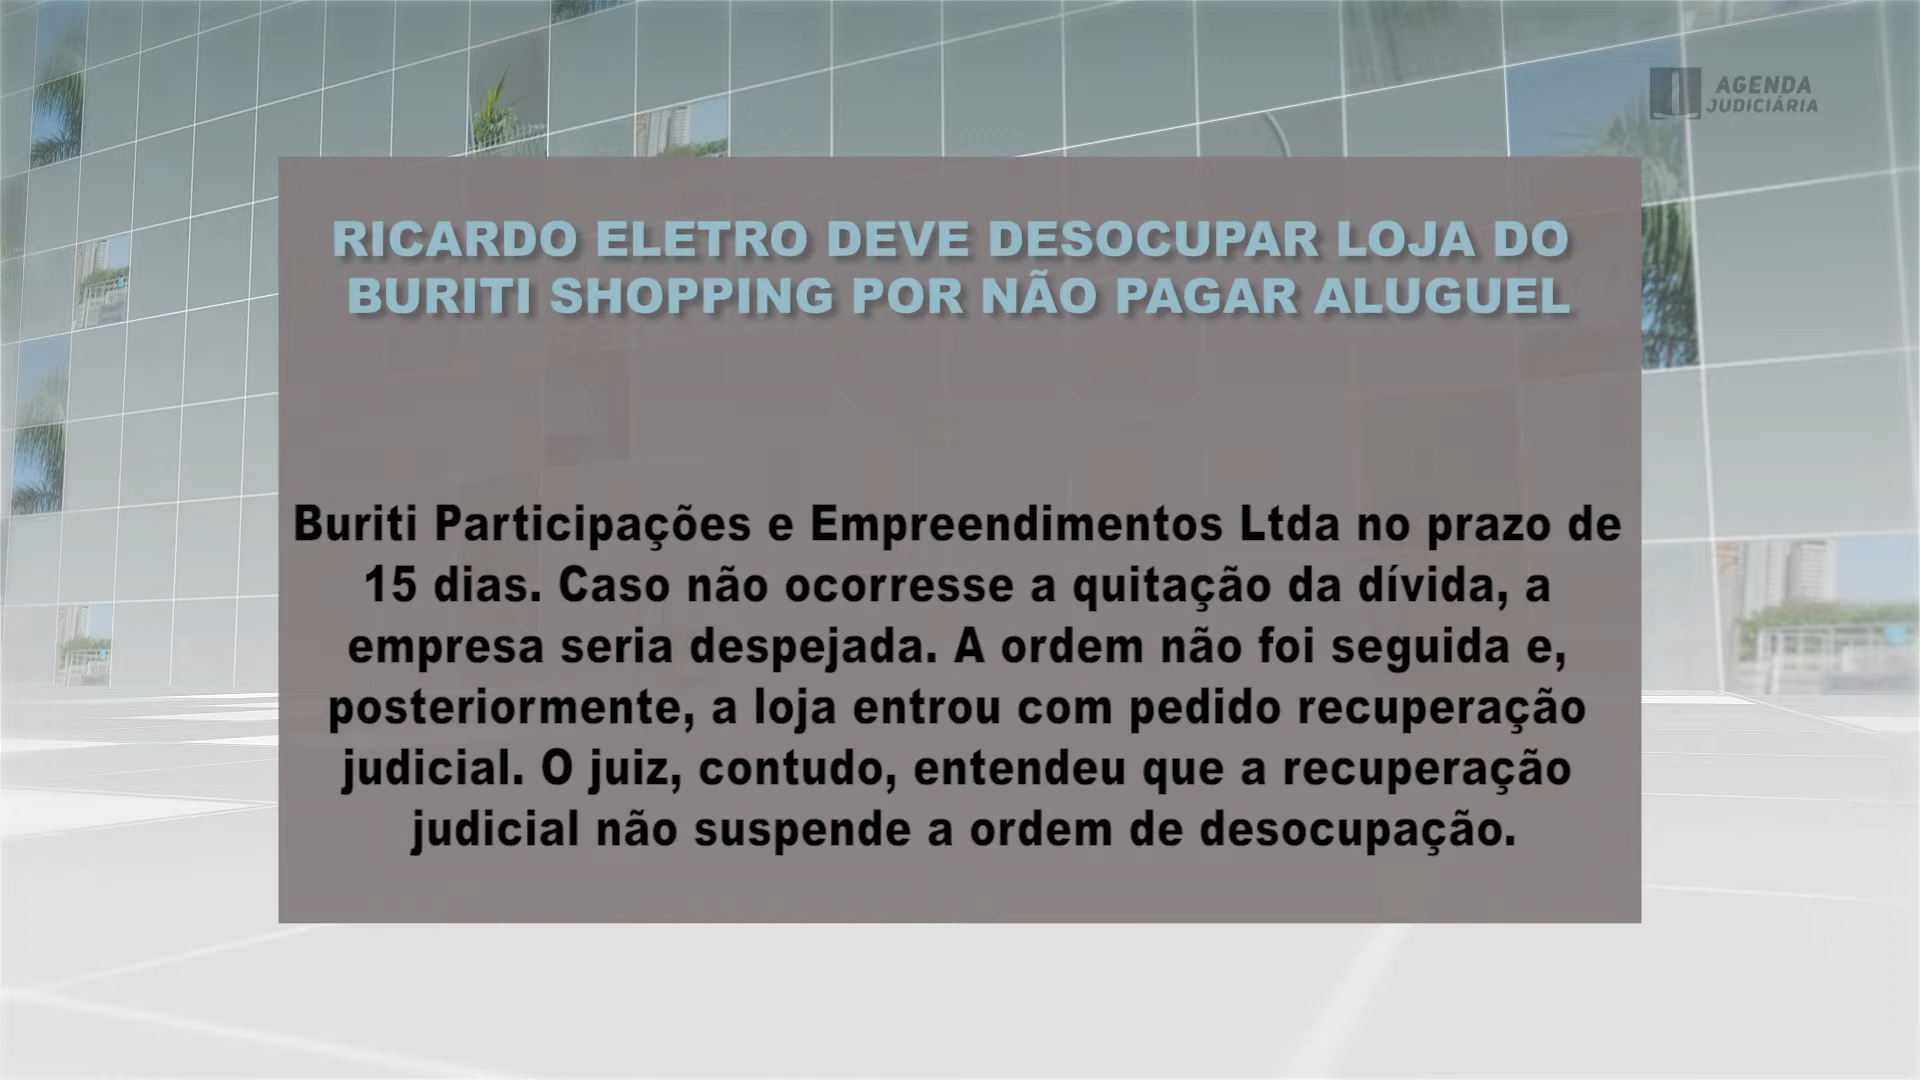 AGENDA
JUDICIÁRIA
RICARDO ELETRO DEVE DESOCUPAR LOJA DO
BURITI SHOPPING POR NÃO PAGAR ALUGUEL
Buriti Participações e Empreendimentos Ltda no prazo de
15 dias. Caso não ocorresse a quitação da dívida, a
empresa seria despejada. A ordem não foi seguida e,
posteriormente, a loja entrou com pedido recuperação
judicial. O juiz, contudo, entendeu que a recuperação
judicial não suspende a ordem de desocupação.